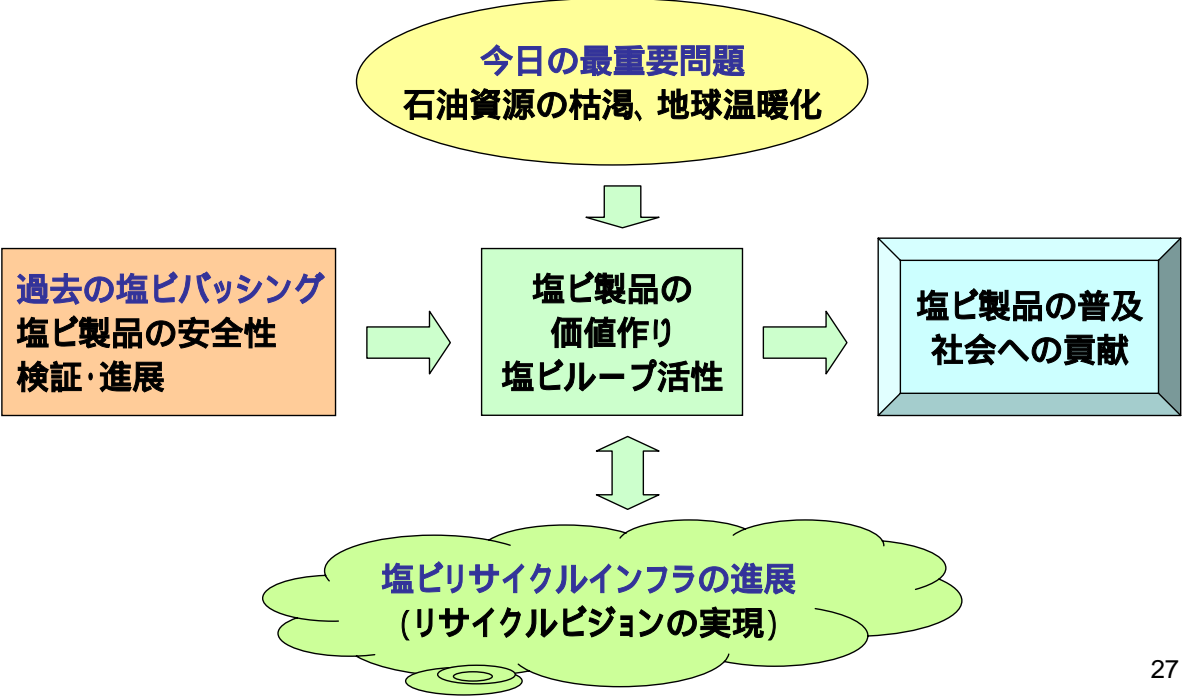 今日の最重要問題
石油資源の枯渇、地球温暖化
過去の塩ビバッシング
塩ビ製品の安全性
検証・進展
塩ビ製品の
価値作り
塩ビループ活性
塩ビ製品の普及
社会への貢献
塩ビリサイクルインフラの進展
(リサイクルビジョンの実現)
27